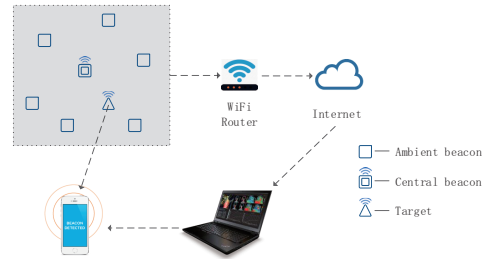 WiFi
Router
Internet
Ambient beacon
Central beacon
Target
BEACON
DETECTED